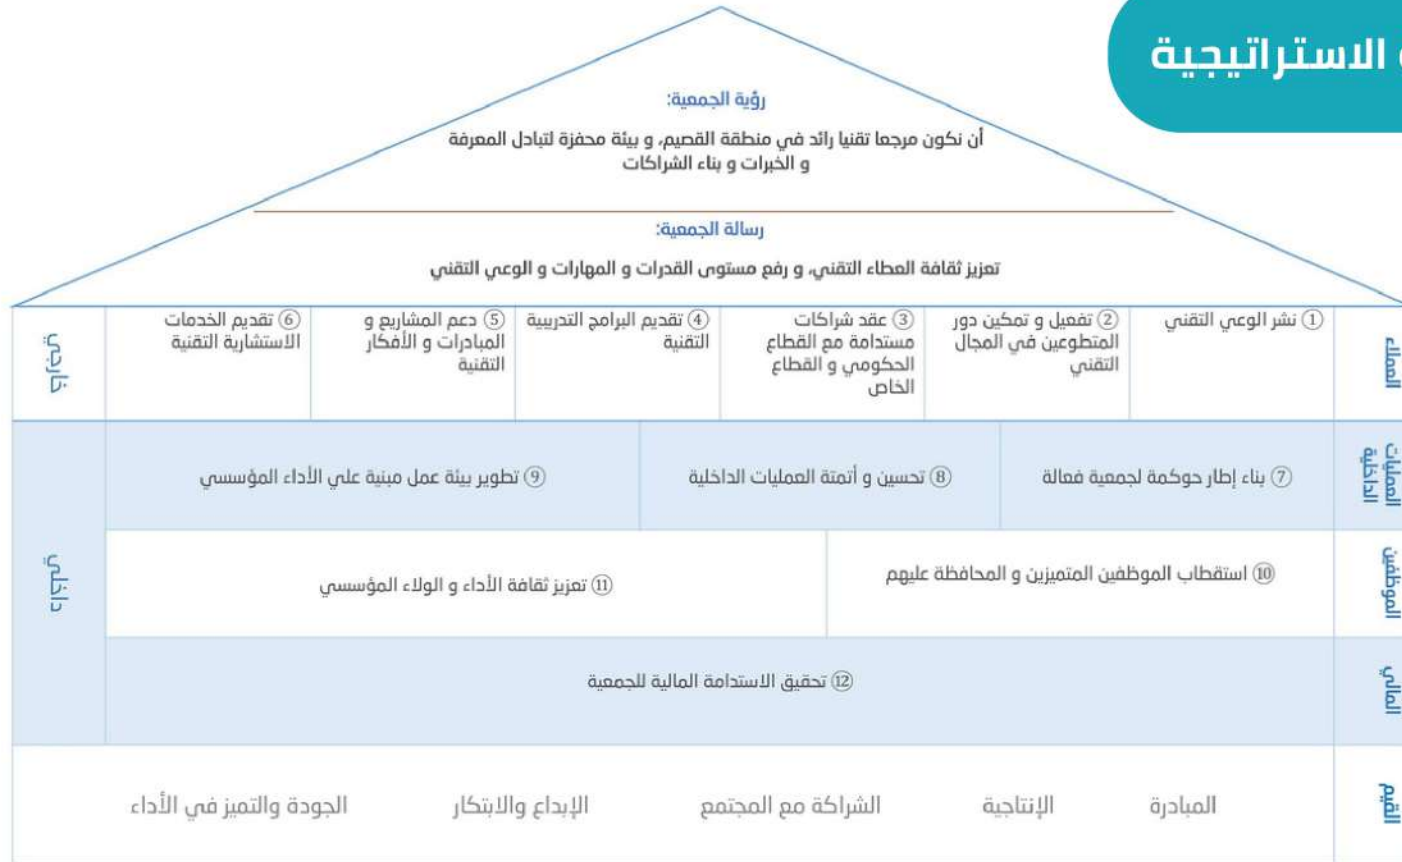 الاستراتيجية
رؤية الجمعية:
أن نكون مرجعا تقنيا رائد في منطقة القصيم، و بيئة محفزة لتبادل المعرفة
و الخبرات و بناء الشراكات
رسالة الجمعية:
تعزيز ثقافة العطاء التقني، و رفع مستوى القدرات و المهارات و الوعي التقني
العملاء
① نشر الوعي التقني
② تفعيل و تمكين دور
المتطوعين في المجال
التقني
③ عقد شراكات
مستدامة مع القطاع
الحكومي و القطاع
الخاص
④ تقديم البرامج التدريبية
التقنية
⑤ دعم المشاريع و
المبادرات و الأفكار
التقنية
⑥ تقديم الخدمات
الاستشارية التقنية
خارجي
العمليات
الداخلية
⑦ بناء إطار حوكمة لجمعية فعالة
⑧ تحسين و أتمتة العمليات الداخلية
⑨ تطوير بيئة عمل مبنية علي الأداء المؤسسي
داخلي
الموظفين
⑩ استقطاب الموظفين المتميزين و المحافظة عليهم
⑪ تعزيز ثقافة الأداء و الولاء المؤسسي
المالي
⑫ تحقيق الاستدامة المالية للجمعية
القيم
المبادرة
الإنتاجية
الشراكة مع المجتمع
الإبداع والابتكار
الجودة والتميز في الأداء